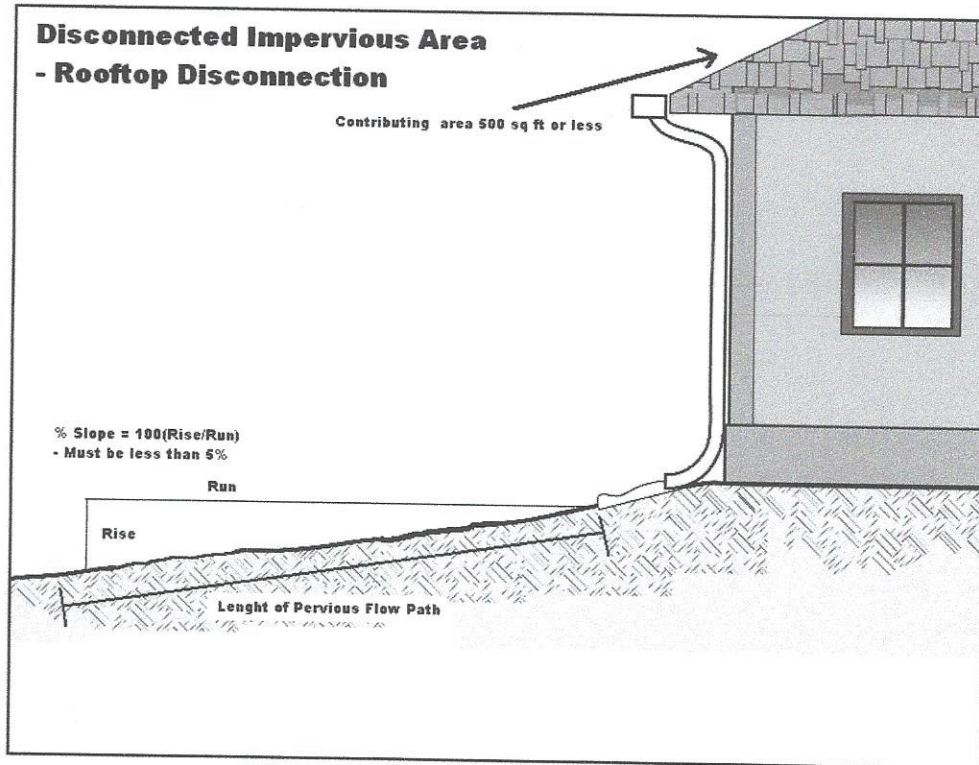 Disconnected Impervious Area
- Rooftop Disconnection
Contributing area 500 sq ft or less
% Slope = 100(Rise/Run)
- Must be less than 5%
Run
Rise
Lenght of Pervious Flow Path